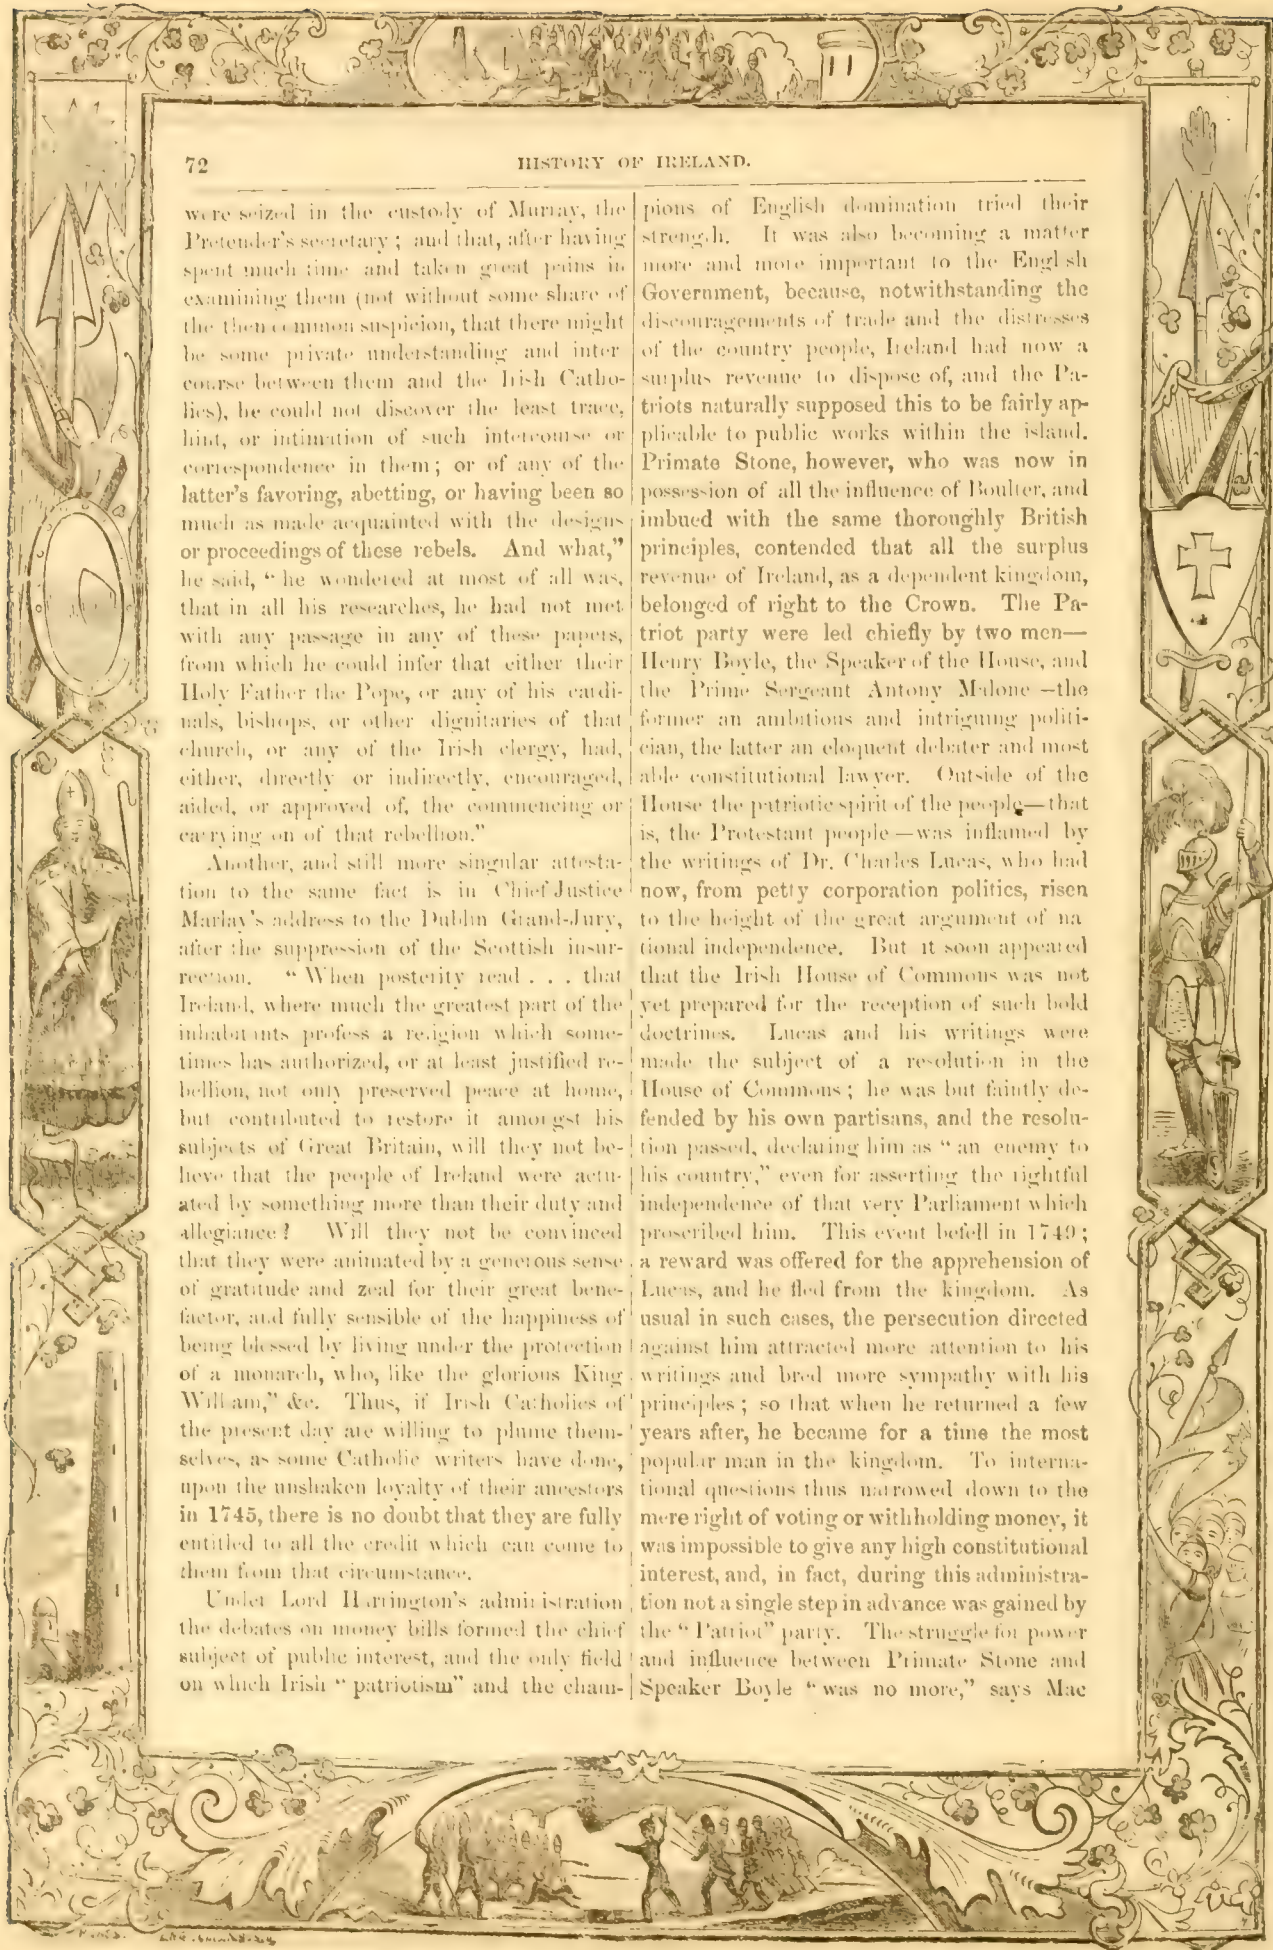 72
HISTORY OF IRELAND.
were seized in the custody of Murray, the
Pretender's secretary; and that, after having
spent much time and taken great pains in
examining them (not without some share of
the then common suspicion, that there might
be some private understanding and inter
course between them and the Irish Catho-
lics), he could not discover the least trace,
hint, or intimation of such intercourse or
correspondence in them; or of any of the
latter's favoring, abetting, or having been so
much as made acquainted with the designs
or proceedings of these rebels. And what,"
he said, "he wondered at most of all was,
that in all his researches, he had not met
with any passage in any of these papers,
from which he could infer that either their
Holy Father the Pope, or any of his cardi-
nals, bishops, or other dignitaries of that
church, or any of the Irish clergy, had,
either, directly or indirectly, encouraged,
aided, or approved of, the commencing or
carrying on of that rebellion."
Another, and still more singular attesta-
tion to the same fact is in Chief Justice
Marlay's address to the Dublin Grand-Jury,
after the suppression of the Scottish insur-
rection. "When posterity read . . . that
Ireland, where much the greatest part of the
inhabitants profess a religion which some-
times has authorized, or at least justified re-
bellion, not only preserved peace at home,
but contributed to restore it amongst his
subjects of Great Britain, will they not be-
lieve that the people of Ireland were actu-
ated by something more than their duty and
allegiance? Will they not be convinced
that they were animated by a generous sense
of gratitude and zeal for their great bene-
factor, and fully sensible of the happiness of
being blessed by living under the protection
of a monarch, who, like the glorious King
William," &c. Thus, if Irish Catholics of
the present day are willing to plume them-
selves, as some Catholic writers have done,
upon the unshaken loyalty of their ancestors
in 1745, there is no doubt that they are fully
entitled to all the credit which can come to
them from that circumstance.
Under Lord Harrington's administration
the debates on money bills formed the chief
subject of public interest, and the only field
on which Irish "patriotism" and the cham-
pions of English domination tried their
strength. It was also becoming a matter
more and more important to the English
Government, because, notwithstanding the
discouragements of trade and the distresses
of the country people, Ireland had now a
surplus revenue to dispose of, and the Pa-
triots naturally supposed this to be fairly ap-
plicable to public works within the island.
Primate Stone, however, who was now in
possession of all the influence of Boulter, and
imbued with the same thoroughly British
principles, contended that all the surplus
revenue of Ireland, as a dependent kingdom,
belonged of right to the Crown. The Pa-
triot party were led chiefly by two men—
Henry Boyle, the Speaker of the House, and
the Prime Sergeant Antony Malone—the
former an ambitious and intriguing politi-
cian, the latter an eloquent debater and most
able constitutional lawyer. Outside of the
House the patriotic spirit of the people—that
is, the Protestant people—was inflamed by
the writings of Dr. Charles Lucas, who had
now, from petty corporation politics, risen
to the height of the great argument of na
tional independence. But it soon appeared
that the Irish House of Commons was not
yet prepared for the reception of such bold
doctrines. Lucas and his writings were
made the subject of a resolution in the
House of Commons; he was but faintly de-
fended by his own partisans, and the resolu-
tion passed, declaring him as "an enemy to
his country," even for asserting the rightful
independence of that very Parliament which
proscribed him. This event befell in 1749;
a reward was offered for the apprehension of
Lucas, and he fled from the kingdom. As
usual in such cases, the persecution directed
against him attracted more attention to his
writings and bred more sympathy with his
principles; so that when he returned a few
years after, he became for a time the most
popular man in the kingdom. To interna-
tional questions thus narrowed down to the
mere right of voting or withholding money, it
was impossible to give any high constitutional
interest, and, in fact, during this administra-
tion not a single step in advance was gained by
the "Patriot" party. The struggle for power
and influence between Primate Stone and
Speaker Boyle "was no more," says Mac